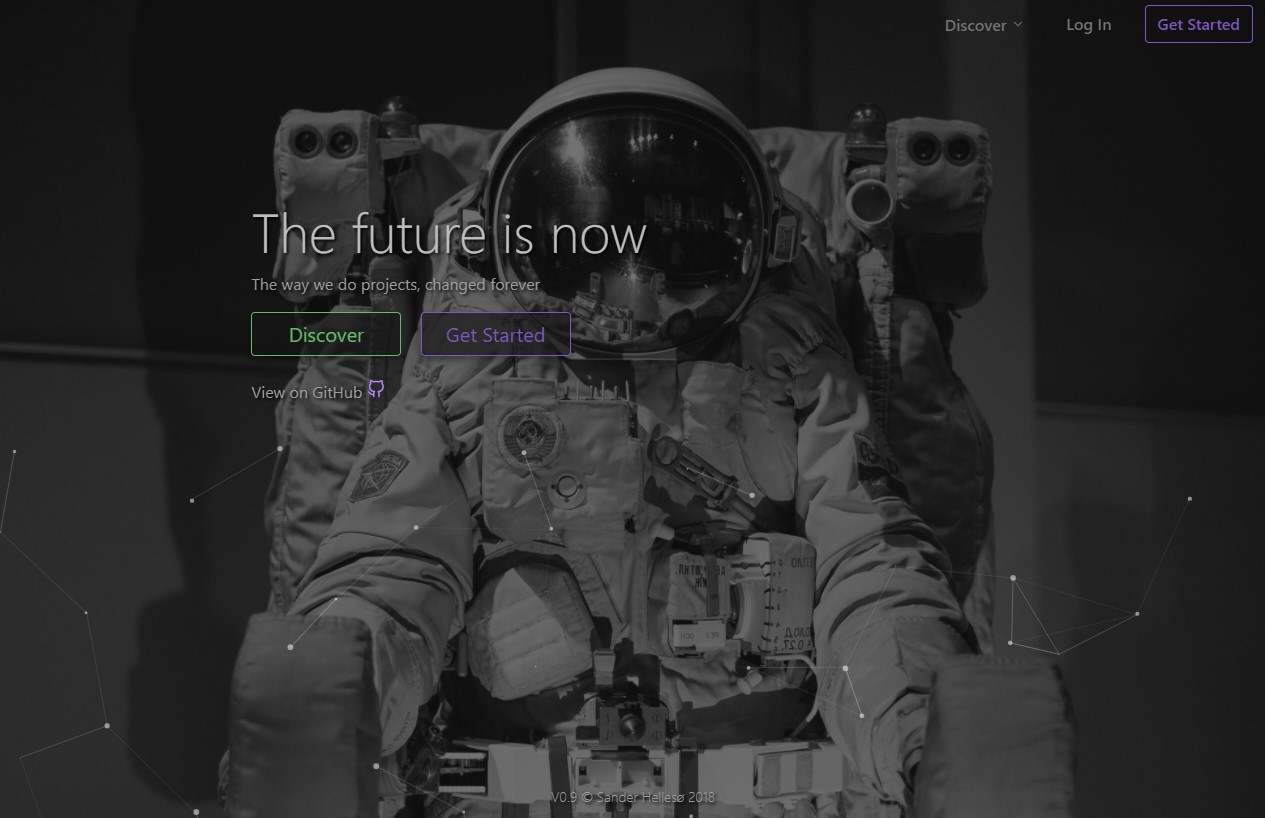 Discover
Log In
Get Started
The future is now
The way we do projects, changed forever
Discover
Get Started
View on GitHub
V0.9 © Sander Hellesø 2018